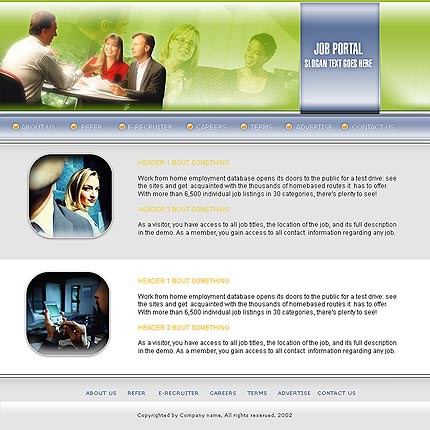 JOB PORTAL
SLOGAN TEXT GOES HERE
ABOUT US REFER E-RECRUITER CAREERS TERMS ADVERTISE CONTACT US
HEADER 1 BOUT SOMETHING
Work from home employment database opens its doors to the public for a test drive: see
the sites and get acquainted with the thousands of homebased routes it has to offer.
With more than 6,500 individual job listings in 30 categories, there's plenty to see!
HEADER 2 BOUT SOMETHING
As a visitor, you have access to all job titles, the location of the job, and its full description
in the demo. As a member, you gain access to all contact information regarding any job.
HEADER 1 BOUT SOMETHING
Work from home employment database opens its doors to the public for a test drive: see
the sites and get acquainted with the thousands of homebased routes it has to offer.
With more than 6,500 individual job listings in 30 categories, there's plenty to see!
HEADER 2 BOUT SOMETHING
As a visitor, you have access to all job titles, the location of the job, and its full description
in the demo. As a member, you gain access to all contact information regarding any job.
ABOUT US REFER E-RECRUITER CAREERS TERMS ADVERTISE CONTACT US
Copyrighted by Company name, All rights reserved, 2002